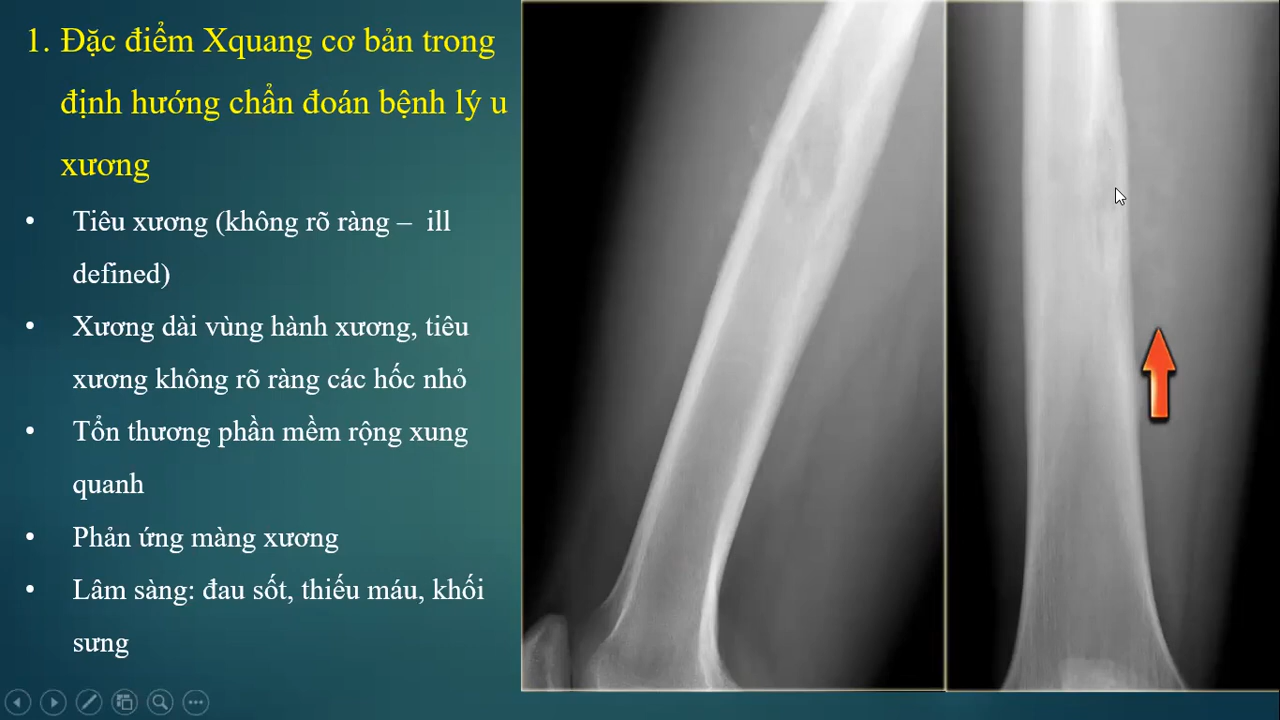 1. Đặc điểm Xquang cơ bản trong
định hướng chẩn đoán bệnh lý u
xương
• Tiêu xương (không rõ ràng – ill
defined)
• Xương dài vùng hành xương, tiêu
xương không rõ ràng các hốc nhỏ
• Tổn thương phần mềm rộng xung
quanh
• Phản ứng màng xương
• Lâm sàng: đau sốt, thiếu máu, khối
sưng